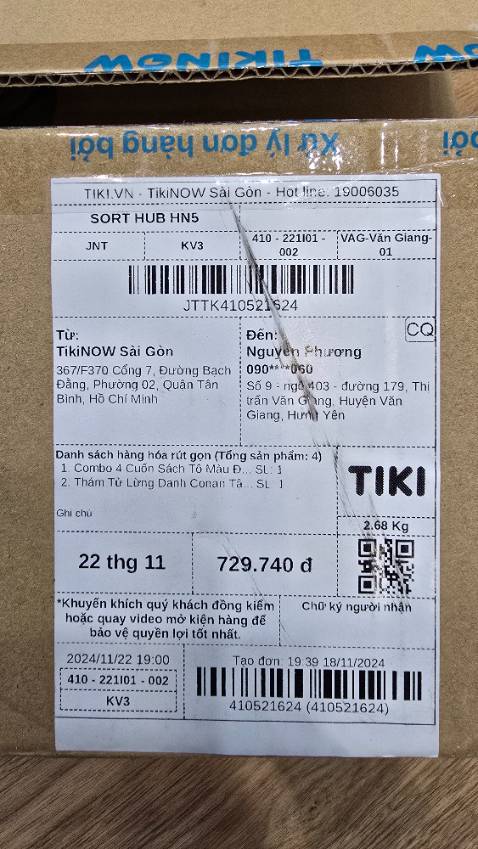 TIKINOW
Xử lý đơn hàng bởi
TIKI.VN - TikiNOW Sài Gòn - Hot line: 19006035
SORT HUB HN5
JNT
KV3
410 - 221I01 - 002
VAG-Văn Giang-01
JTTK410521624
Từ:
TikiNOW Sài Gòn
367/F370 Cổng 7, Đường Bạch
Đằng, Phường 02, Quận Tân
Bình, Hồ Chí Minh
CQ
Đến:
Nguyễn Phương
090****060
Số 9 - ngõ 403 - đường 179, Thị
trấn Văn Giang, Huyện Văn
Giang, Hưng Yên
Danh sách hàng hóa rút gọn (Tổng sản phẩm: 4)
1. Combo 4 Cuốn Sách Tô Màu Đ... SL: 1
2. Thám Tử Lừng Danh Conan Tậ... SL: 1
Ghi chú
TIKI
2.68 Kg
22 thg 11
729.740 đ
*Khuyến khích quý khách đồng kiểm
hoặc quay video mở kiện hàng để
bảo vệ quyền lợi tốt nhất.
Chữ ký người nhận
2024/11/22 19:00
410 - 221I01 - 002
KV3
Tạo đơn: 19:39 18/11/2024
410521624 (410521624)